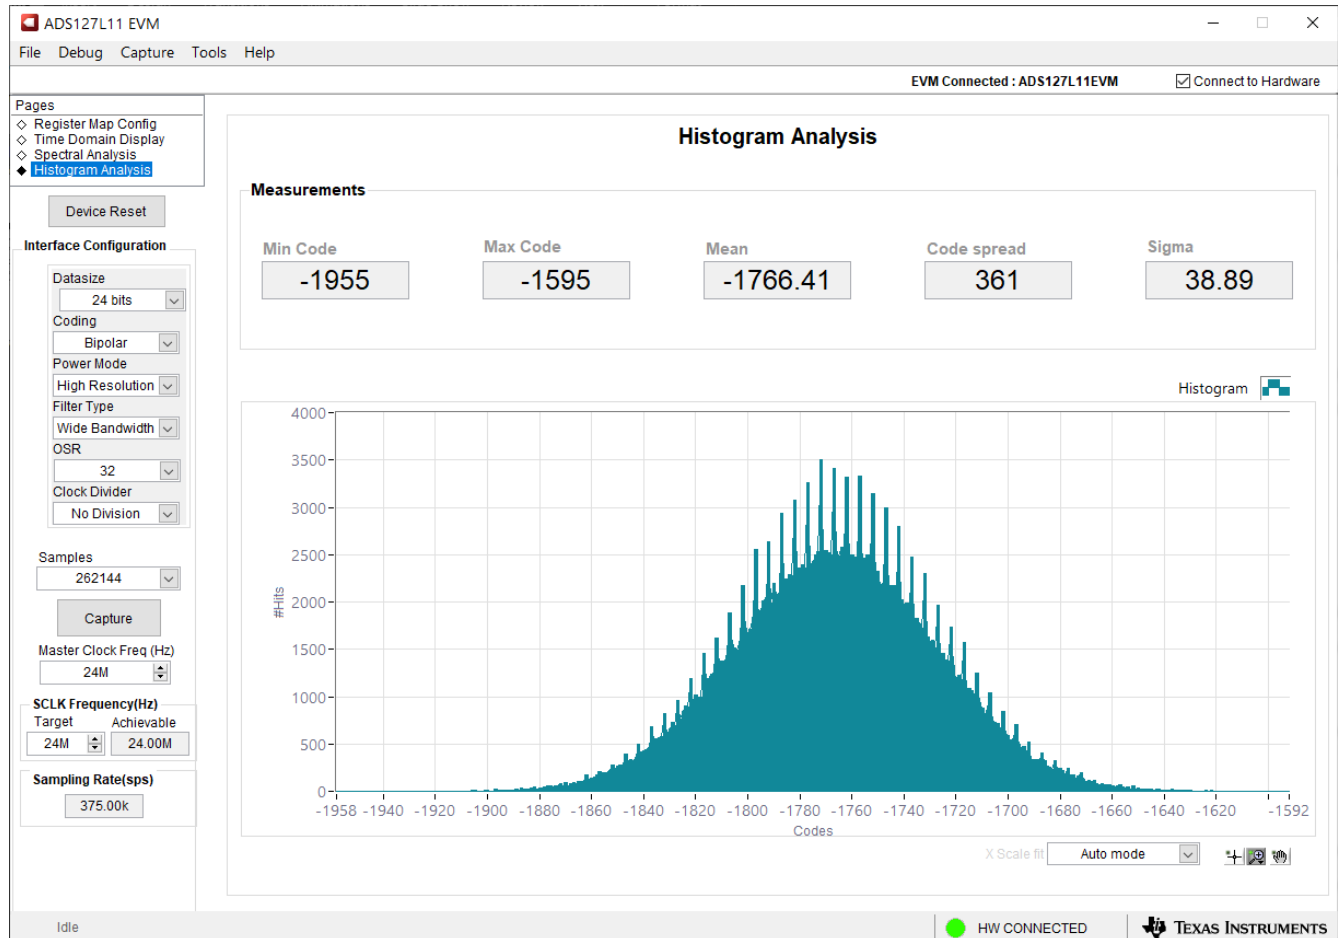 ADS127L11 EVM
File Debug Capture Tools Help
EVM Connected : ADS127L11EVM
Connect to Hardware
Pages
Register Map Config
Time Domain Display
Spectral Analysis
Histogram Analysis
Device Reset
Interface Configuration
Datasize
24 bits
Coding
Bipolar
Power Mode
High Resolution
Filter Type
Wide Bandwidth
OSR
32
Clock Divider
No Division
Samples
262144
Capture
Master Clock Freq (Hz)
24M
SCLK Frequency(Hz)
Target Achievable
24M 24.00M
Sampling Rate(sps)
375.00k
Histogram Analysis
Measurements
Min Code Max Code Mean Code spread Sigma
-1955 -1595 -1766.41 361 38.89
Histogram
4000
3500
3000
2500
2000
1500
1000
500
0
#Hits
-1958 -1940 -1920 -1900 -1880 -1860 -1840 -1820 -1800 -1780 -1760 -1740 -1720 -1700 -1680 -1660 -1640 -1620 -1592
Codes
X Scale fit Auto mode
Idle
HW CONNECTED
TEXAS INSTRUMENTS